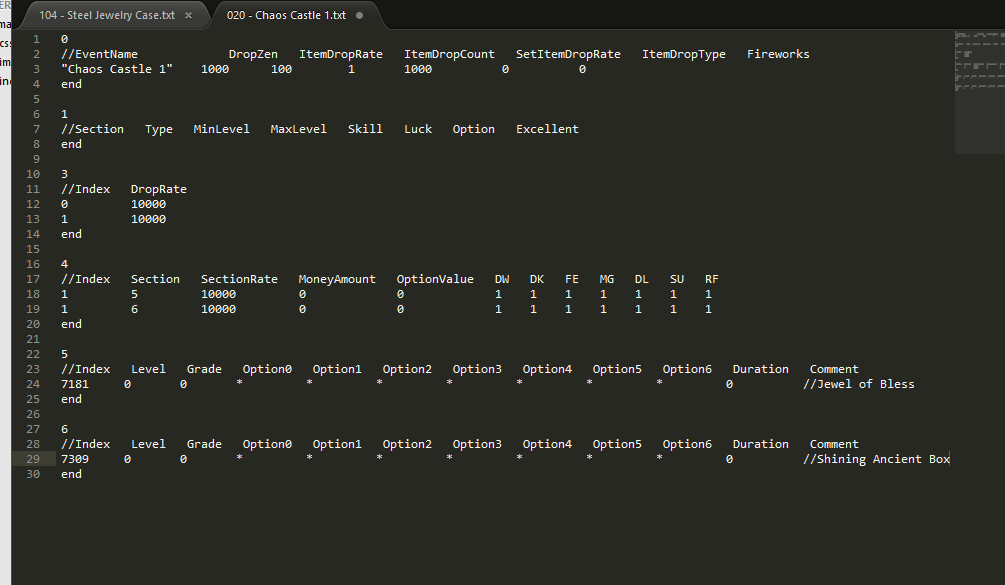 ER
ma
css
im
ind
104 - Steel Jewelry Case.txt ×
020 - Chaos Castle 1.txt
1 0
2 //EventName DropZen ItemDropRate ItemDropCount SetItemDropRate ItemDropType Fireworks
3 "Chaos Castle 1" 1000 100 1 1000 0 0
4 end
5
6 1
7 //Section Type MinLevel MaxLevel Skill Luck Option Excellent
8 end
9
10 3
11 //Index DropRate
12 0 10000
13 1 10000
14 end
15
16 4
17 //Index Section SectionRate MoneyAmount OptionValue DW DK FE MG DL SU RF
18 1 5 10000 0 0 1 1 1 1 1 1 1
19 1 6 10000 0 0 1 1 1 1 1 1 1
20 end
21
22 5
23 //Index Level Grade Option0 Option1 Option2 Option3 Option4 Option5 Option6 Duration Comment
24 7181 0 0 * * * * * * * 0 //Jewel of Bless
25 end
26
27 6
28 //Index Level Grade Option0 Option1 Option2 Option3 Option4 Option5 Option6 Duration Comment
29 7309 0 0 * * * * * * * 0 //Shining Ancient Box
30 end